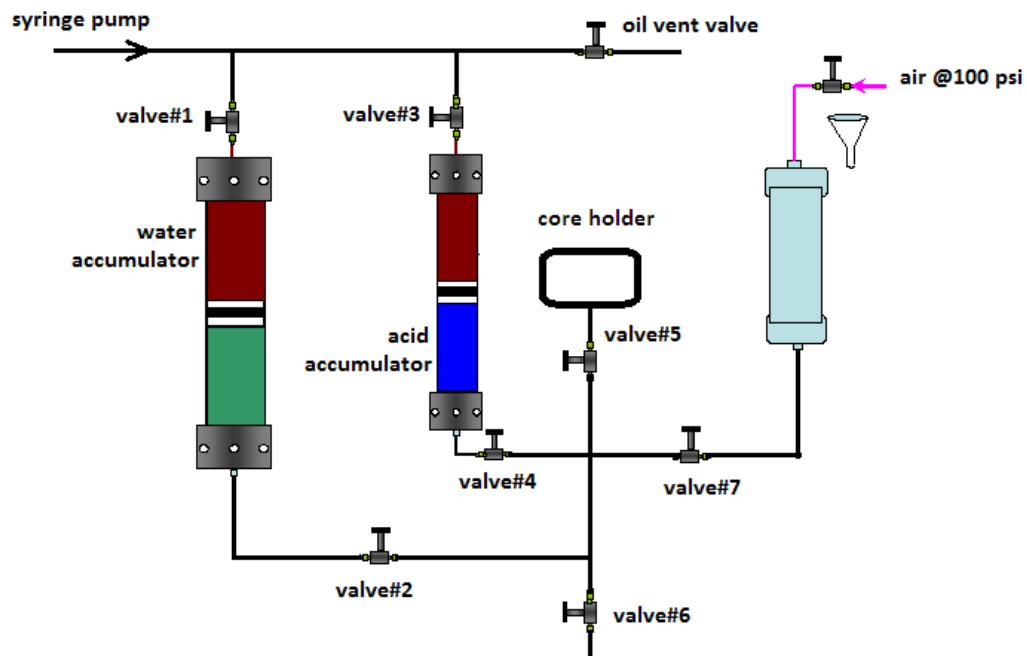 syringe pump
oil vent valve
air @100 psi
valve#1
valve#3
core holder
water
accumulator
acid
accumulator
valve#5
valve#4
valve#7
valve#2
valve#6